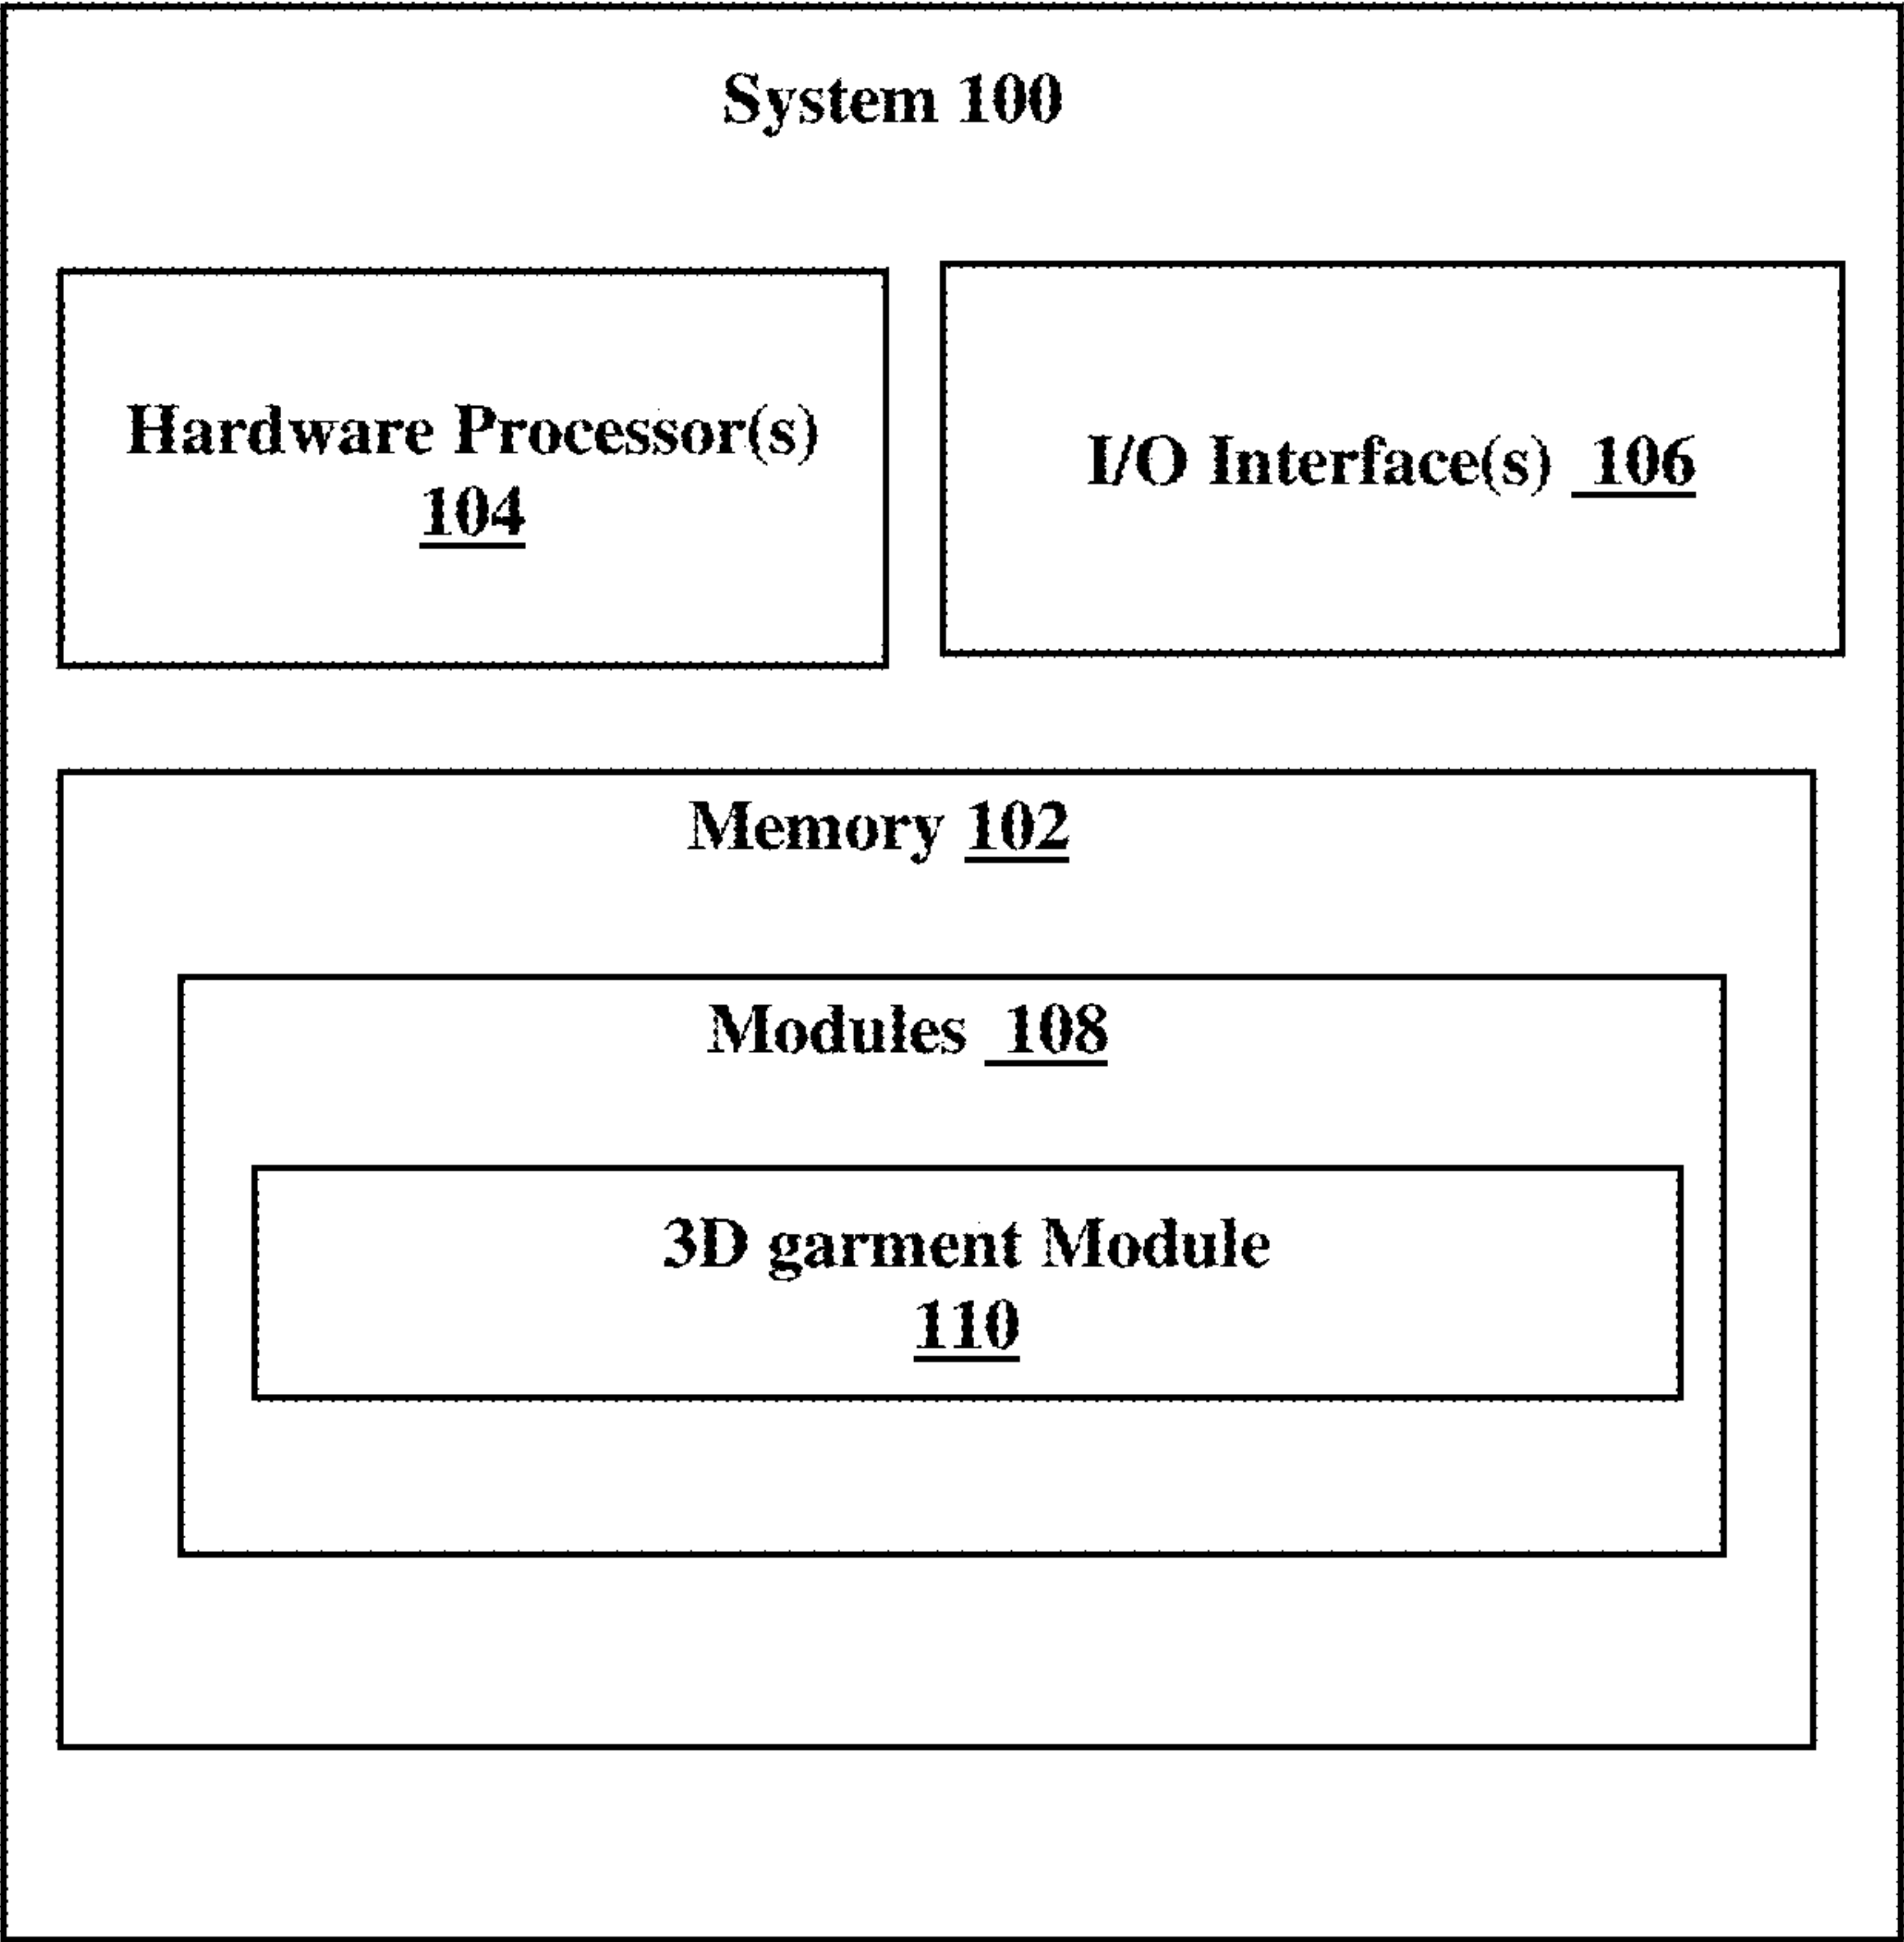 System 100
Hardware Processor(s)
104
I/O Interface(s) 106
Memory 102
Modules 108
3D garment Module
110